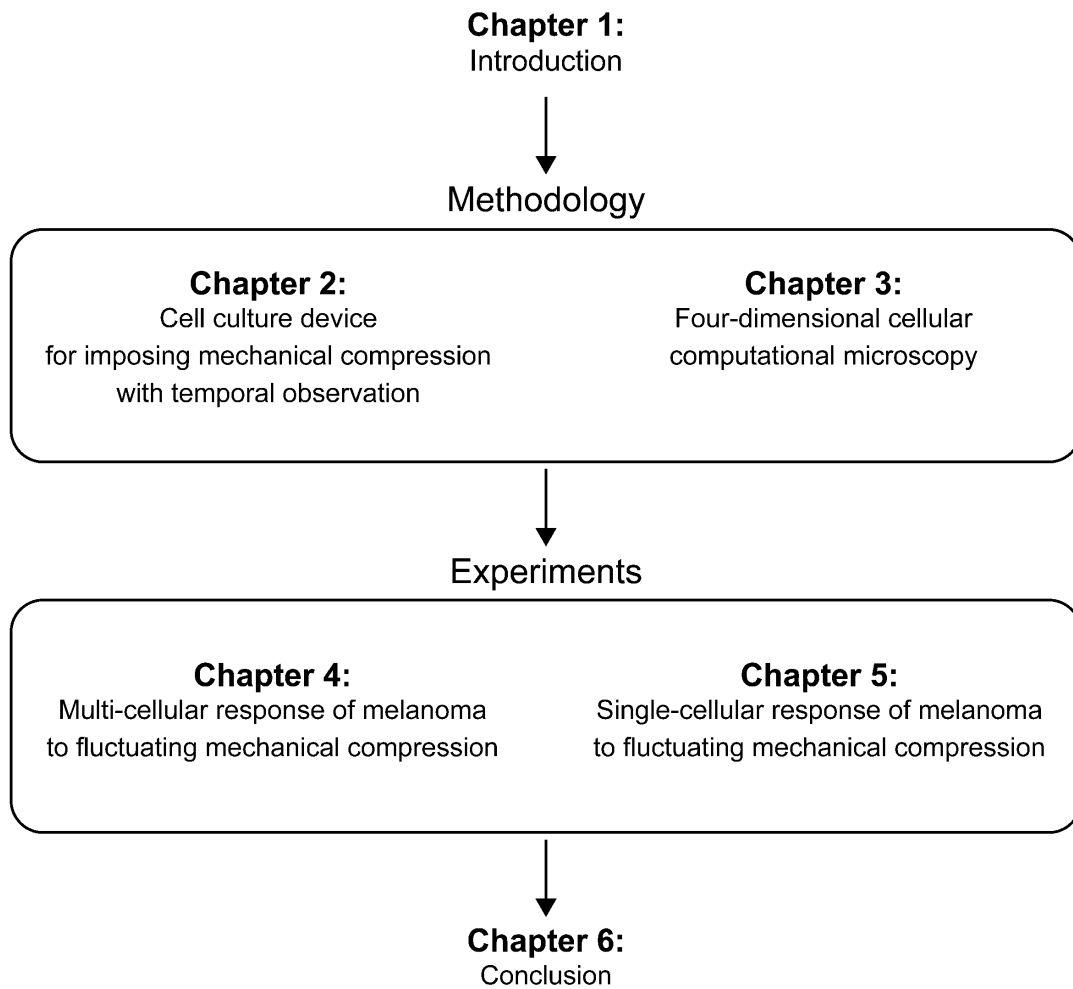 Chapter 1:
Introduction
Methodology
Chapter 2:
Cell culture device
for imposing mechanical compression
with temporal observation
Chapter 3:
Four-dimensional cellular
computational microscopy
Experiments
Chapter 4:
Multi-cellular response of melanoma
to fluctuating mechanical compression
Chapter 5:
Single-cellular response of melanoma
to fluctuating mechanical compression
Chapter 6:
Conclusion